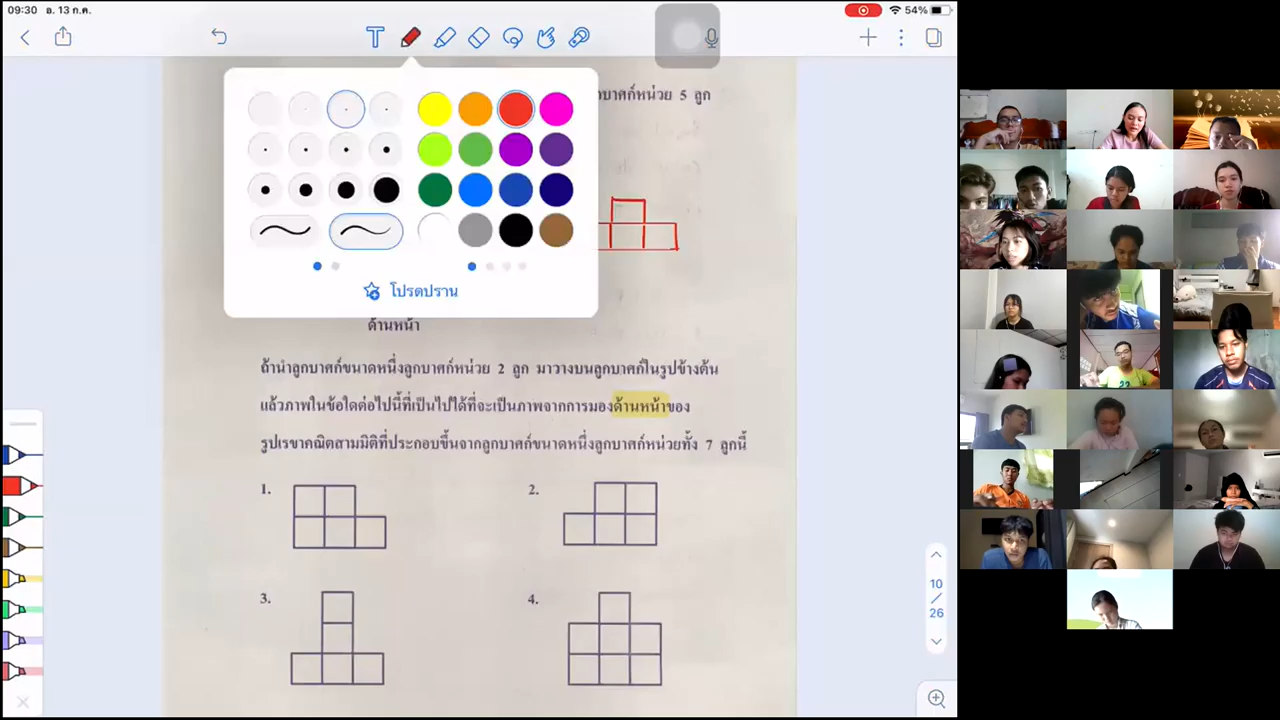 09:30 อ. 13 ก.ค.
54%
T
บาศก์หน่วย 5 ลูก
โปรดปราน
ด้านหน้า
ถ้านำลูกบาศก์ขนาดหนึ่งลูกบาศก์หน่วย 2 ลูก มาวางบนลูกบาศก์ในรูปข้างต้น
แล้วภาพในข้อใดต่อไปนี้ที่เป็นไปได้ที่จะเป็นภาพจากการมองด้านหน้าของ
รูปเรขาคณิตสามมิติที่ประกอบขึ้นจากลูกบาศก์ขนาดหนึ่งลูกบาศก์หน่วยทั้ง 7 ลูกนี้
1.
2.
3.
4.
10
/
26